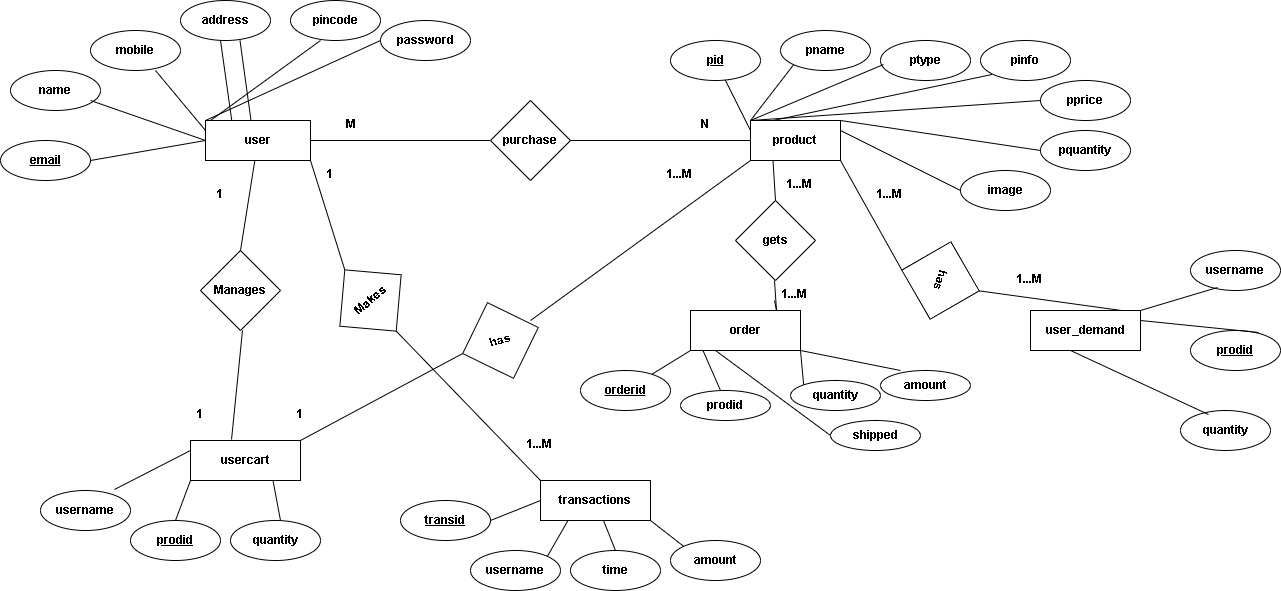 address
pincode
password
mobile
name
email
user
M
purchase
N
pid
pname
ptype
pinfo
pprice
pquantity
image
product
1
1
1...M
1...M
1...M
Manages
Makes
has
gets
has
1...M
1...M
username
prodid
quantity
user_demand
order
orderid
prodid
quantity
amount
shipped
1
1
1...M
usercart
username
prodid
quantity
transactions
transid
username
time
amount